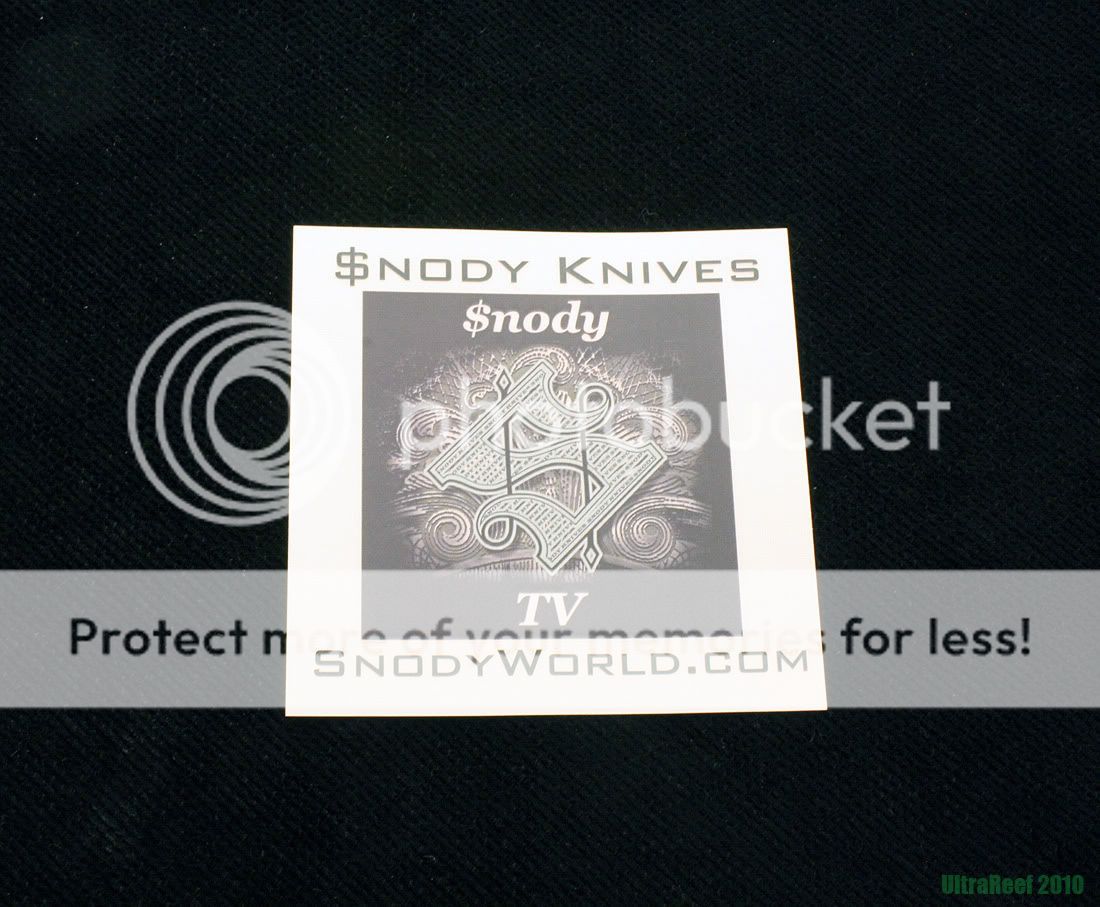 $NODY KNIVES
$nody
photobucket
TV
Protect more of your memories for less!
SNODYWORLD.COM
UltraReef 2010